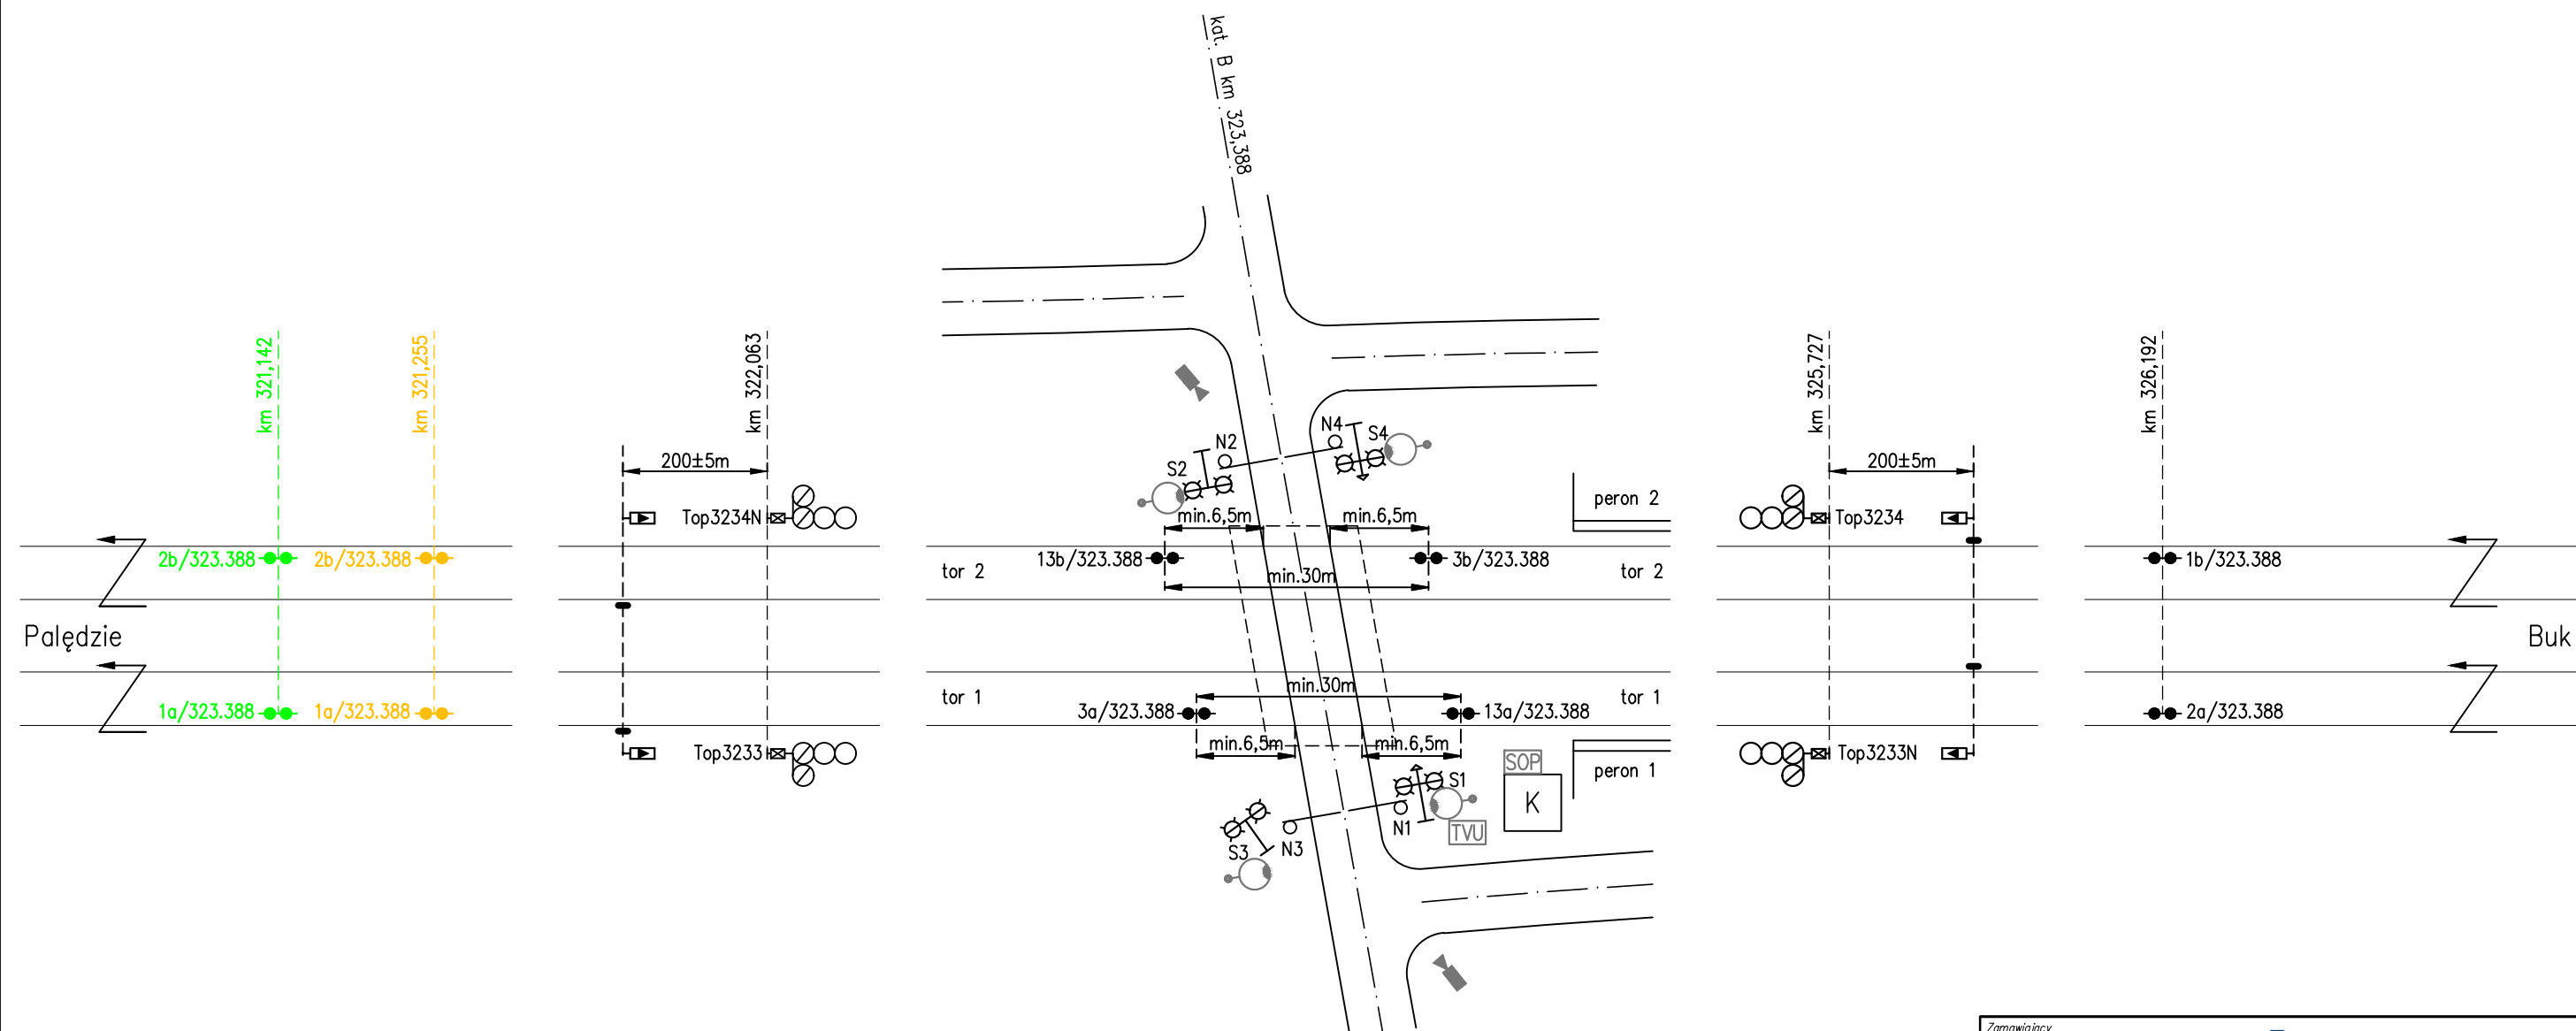 kat. B km 323,388
km 321,142
km 321,255
km 322,063
km 325,727
km 326,192
N4
S4
N2
S2
200±5m
200±5m
peron 2
Top3234N
min.6,5m
min.6,5m
Top3234
2b/323.388
2b/323.388
13b/323.388
3b/323.388
1b/323.388
tor 2
min.30m
tor 2
Palędzie
Buk
min.30m
tor 1
tor 1
1a/323.388
1a/323.388
3a/323.388
13a/323.388
2a/323.388
min.6,5m
min.6,5m
Top3233
Top3233N
SOP
peron 1
S1
K
N1
TVU
S3
N3
Zamawiający